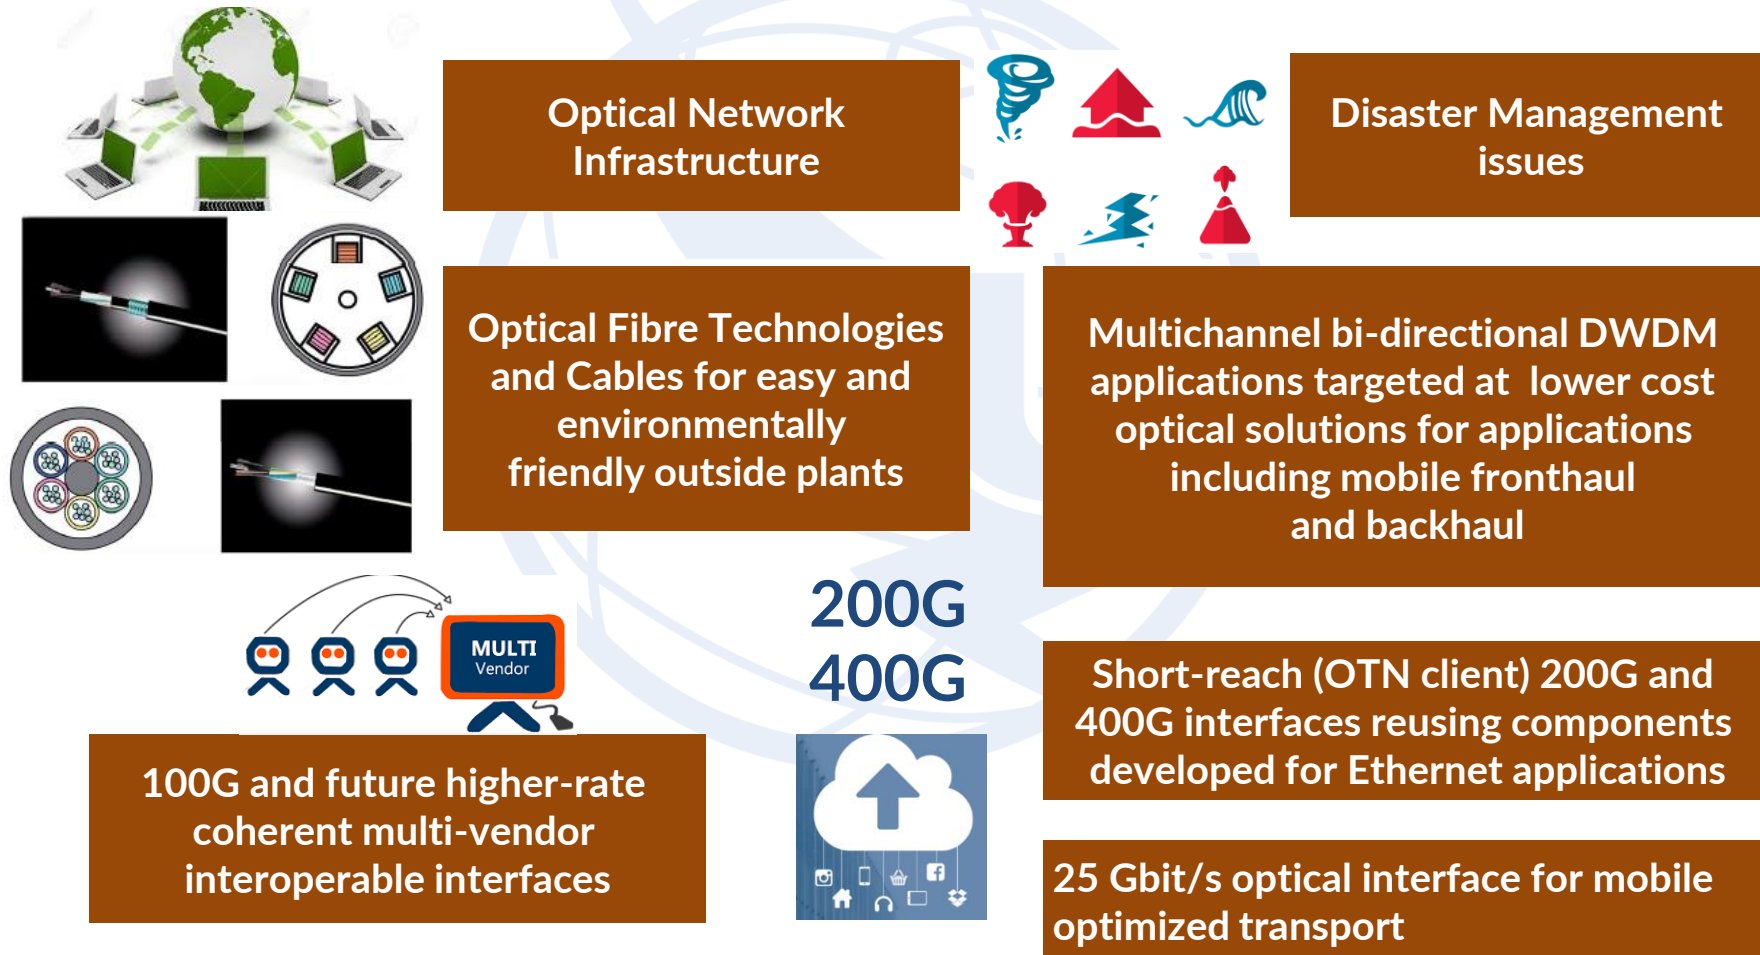 Optical Network
Infrastructure
Disaster Management
issues
Optical Fibre Technologies
and Cables for easy and
environmentally
friendly outside plants
Multichannel bi-directional DWDM
applications targeted at lower cost
optical solutions for applications
including mobile fronthaul
and backhaul
MULTI
Vendor
100G and future higher-rate
coherent multi-vendor
interoperable interfaces
200G
400G
Short-reach (OTN client) 200G and
400G interfaces reusing components
developed for Ethernet applications
25 Gbit/s optical interface for mobile
optimized transport